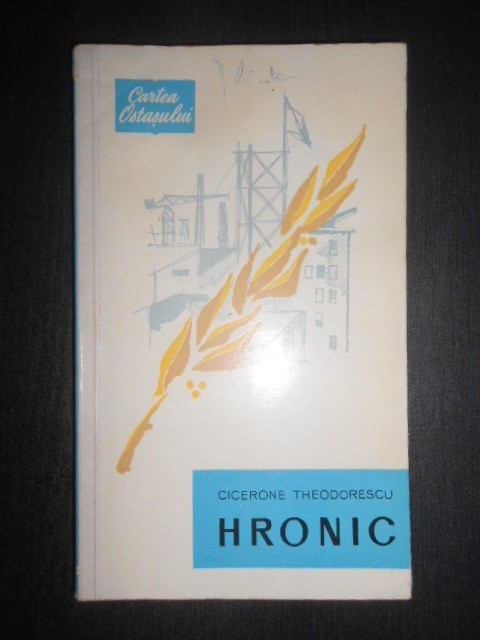 Cartea
Ostașului
CICERONE THEODORESCU
HRONIC